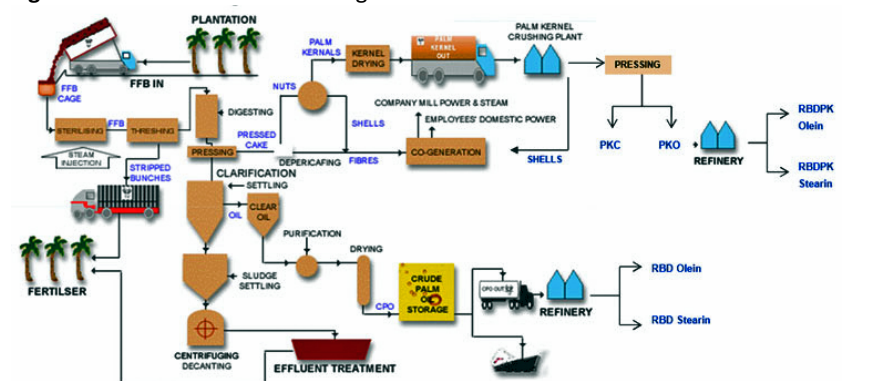 PLANTATION
FFB IN
FFB
CAGE
STERILISING
FFB
THRESHING
STEAM
INJECTION
STRIPPED
BUNCHES
FERTILSER
DIGESTING
PRESSING
PRESSED
CAKE
DEPERICAFING
NUTS
PALM
KERNALS
KERNEL
DRYING
PALM
KERNEL
OUT
PALM KERNEL
CRUSHING PLANT
SHELLS
FIBRES
COMPANY MILL POWER & STEAM
EMPLOYEES' DOMESTIC POWER
CO-GENERATION
SHELLS
PRESSING
PKC
PKO
REFINERY
RBDPK
Olein
RBDPK
Stearin
CLARIFICATION
SETTLING
OIL
CLEAR
OIL
PURIFICATION
DRYING
SLUDGE
SETTLING
CENTRIFUGING
DECANTING
EFFLUENT TREATMENT
CPO
CRUDE
PALM
OIL
STORAGE
CPO OUT
REFINERY
RBD Olein
RBD Stearin